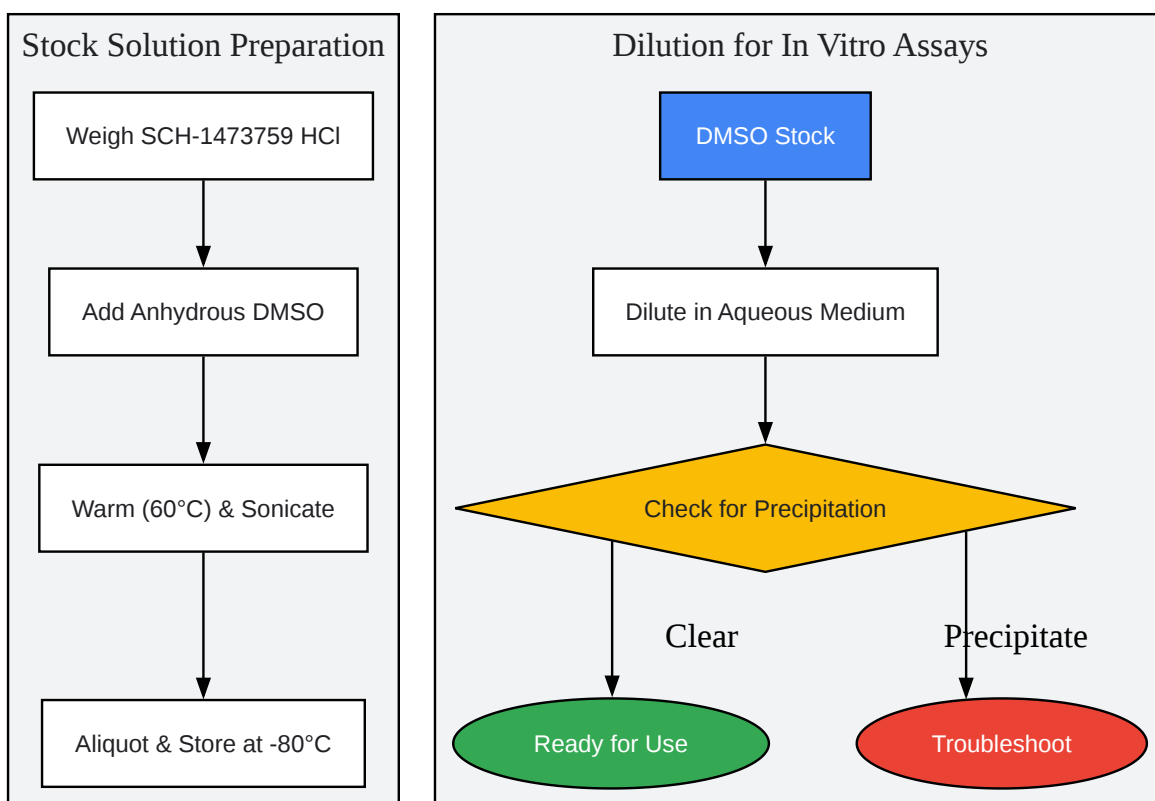 Stock Solution Preparation
Weigh SCH-1473759 HCl
Add Anhydrous DMSO
Warm (60°C) & Sonicate
Aliquot & Store at -80°C
Dilution for In Vitro Assays
DMSO Stock
Dilute in Aqueous Medium
Check for Precipitation
Clear
Precipitate
Ready for Use
Troubleshoot